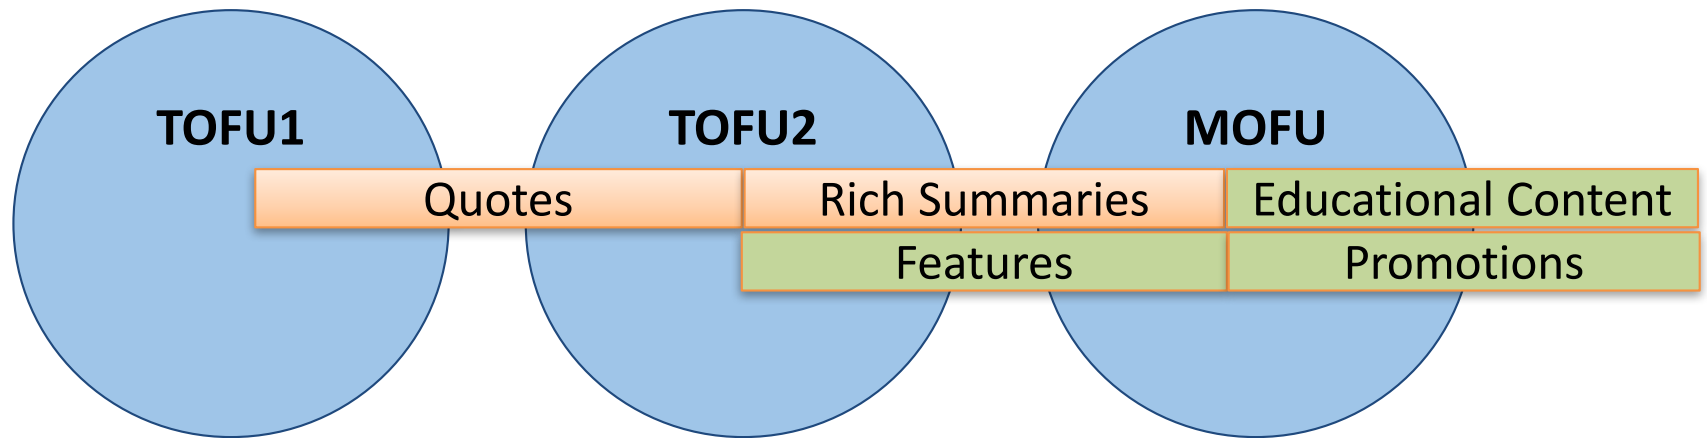 TOFU1 TOFU2 MOFU
Quotes Rich Summaries Educational Content
Features Promotions